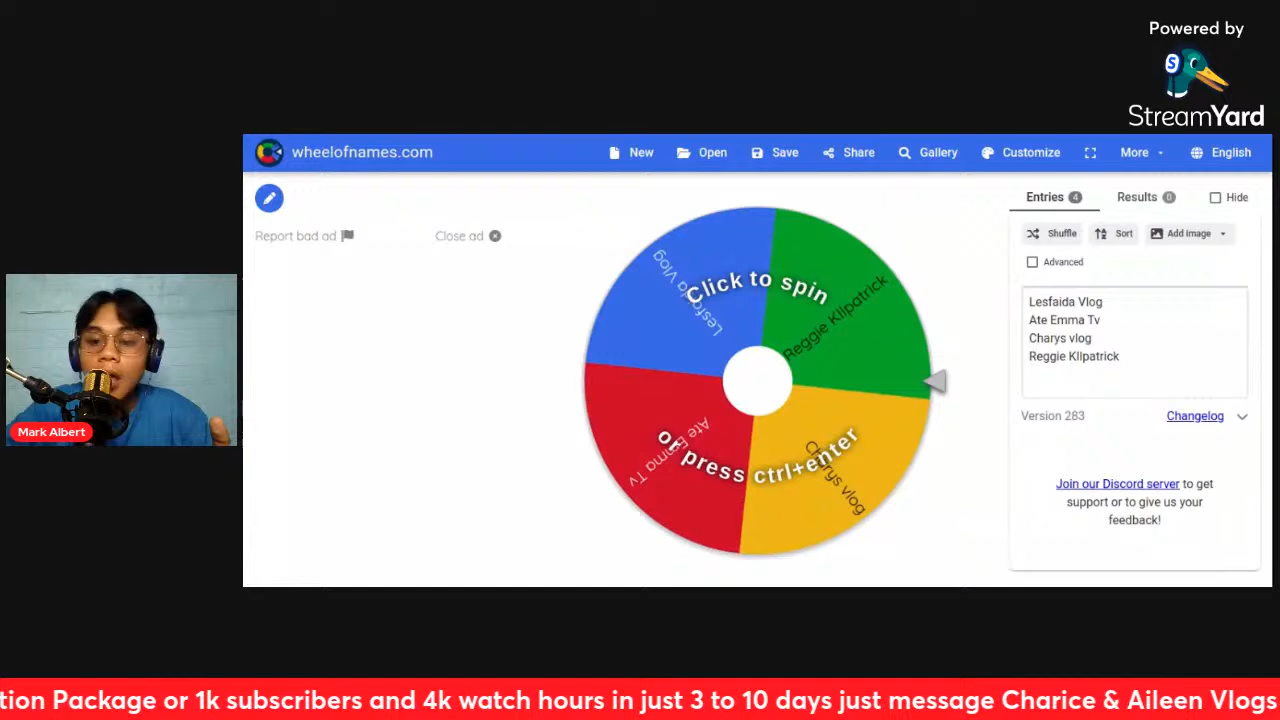 Powered by
StreamYard
wheelofnames.com
New
Open
Save
Share
Gallery
Customize
More
English
Report bad ad
Close ad
Entries 4
Results 0
Hide
Shuffle
Sort
Add image
Advanced
Lesfaida Vlog
Ate Emma Tv
Charys vlog
Reggie KIlpatrick
Version 283
Changelog
Join our Discord server to get
support or to give us your
feedback!
Lesfaida Vlog
Reggie KIlpatrick
Click to spin
Ate Emma Tv
Charys vlog
or press ctrl+enter
Mark Albert
tion Package or 1k subscribers and 4k watch hours in just 3 to 10 days just message Charice & Aileen Vlogs